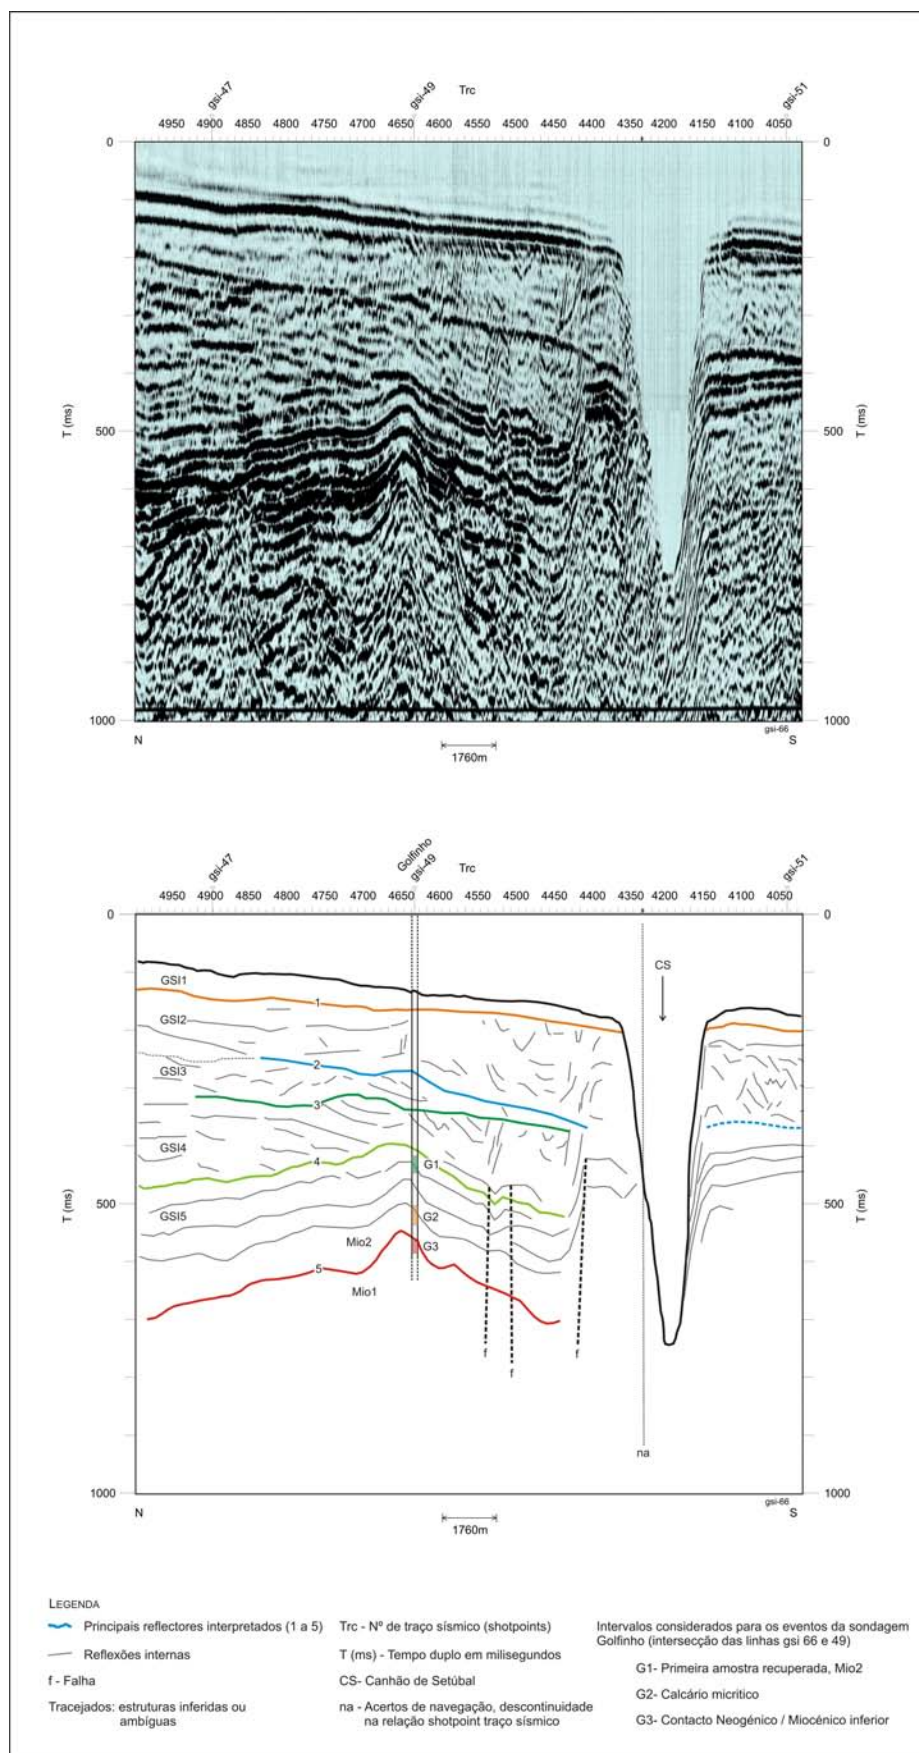 gsi-47 gsi-49 Trc gsi-51
4950 4900 4850 4800 4750 4700 4650 4600 4550 4500 4450 4400 4350 4200 4150 4100 4050
0 0
T (ms) T (ms)
500 500
1000 1000
gsi-66
N S
1760m
Golfinho
gsi-47 gsi-49 Trc gsi-51
4950 4900 4850 4800 4750 4700 4650 4600 4550 4500 4450 4400 4350 4200 4150 4100 4050
0 0
CS
GSI1
1
GSI2
2
GSI3
3
GSI4
4 G1
T (ms) T (ms)
500 500
GSI5 G2
Mio2 G3
5
Mio1
f f
f
na
1000 1000
gsi-66
N S
1760m
LEGENDA
Principais reflectores interpretados (1 a 5)
Reflexões internas
f - Falha
Tracejados: estruturas inferidas ou
ambíguas
Trc - Nº de traço sísmico (shotpoints)
T (ms) - Tempo duplo em milisegundos
CS- Canhão de Setúbal
na - Acertos de navegação, descontinuidade
na relação shotpoint traço sísmico
Intervalos considerados para os eventos da sondagem
Golfinho (intersecção das linhas gsi 66 e 49)
G1- Primeira amostra recuperada, Mio2
G2- Calcário micritico
G3- Contacto Neogénico / Miocénico inferior